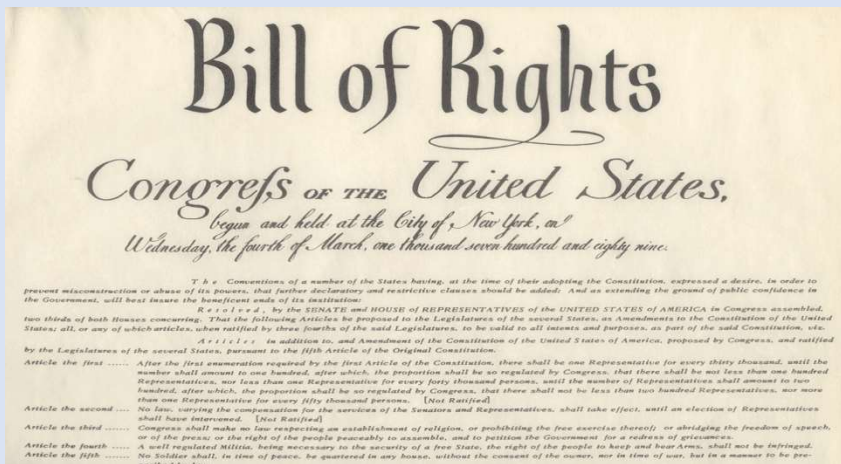 Bill of Rights
Congreſs OF THE United States,
begun and held at the City of New York, on
Wednesday, the fourth of March, one thousand seven hundred and eighty nine.
The Conventions of a number of the States having, at the time of their adopting the Constitution, expressed a desire, in order to
prevent misconstruction or abuse of its powers, that further declaratory and restrictive clauses should be added: And as extending the ground of public confidence in
the Government, will best insure the beneficent ends of its institution:
Resolved, by the SENATE and HOUSE of REPRESENTATIVES of the UNITED STATES of AMERICA in Congress assembled,
two thirds of both Houses concurring, That the following Articles be proposed to the Legislatures of the several States, as Amendments to the Constitution of the United
States; all, or any of which articles, when ratified by three fourths of the said Legislatures, to be valid to all intents and purposes, as part of the said Constitution, viz.
Articles in addition to, and Amendment of the Constitution of the United States of America, proposed by Congress, and ratified
by the Legislatures of the several States, pursuant to the fifth Article of the Original Constitution.
Article the first ...... After the first enumeration required by the first Article of the Constitution, there shall be one Representative for every thirty thousand, until the
number shall amount to one hundred, after which, the proportion shall be so regulated by Congress, that there shall be not less than one hundred
Representatives, nor less than one Representative for every forty thousand persons, until the number of Representatives shall amount to two
hundred, after which, the proportion shall be so regulated by Congress, that there shall not be less than two hundred Representatives, nor more
than one Representative for every fifty thousand persons. [Not Ratified]
Article the second ..... No law, varying the compensation for the services of the Senators and Representatives, shall take effect, until an election of Representatives
shall have intervened. [Not Ratified]
Article the third ...... Congress shall make no law respecting an establishment of religion, or prohibiting the free exercise thereof; or abridging the freedom of speech,
or of the press; or the right of the people peaceably to assemble, and to petition the Government for a redress of grievances.
Article the fourth ..... A well regulated Militia, being necessary to the security of a free State, the right of the people to keep and bear Arms, shall not be infringed.
Article the fifth ...... No Soldier shall, in time of peace, be quartered in any house, without the consent of the owner, nor in time of war, but in a manner to be pre-